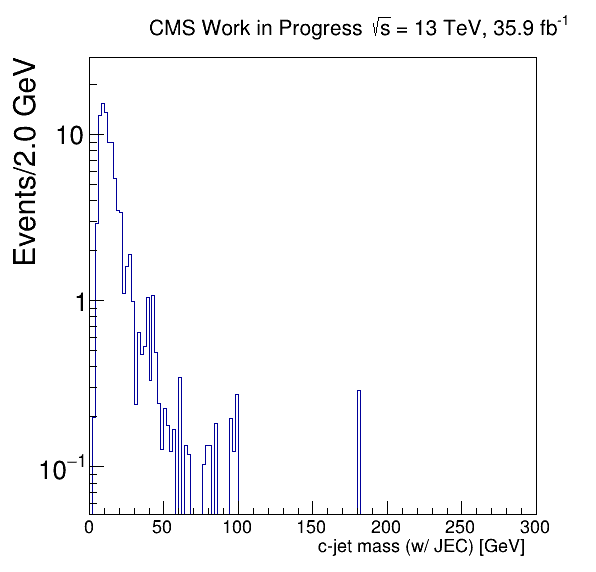 CMS Work in Progress √s = 13 TeV, 35.9 fb⁻¹
Events/2.0 GeV
10
1
10⁻¹
0 50 100 150 200 250 300
c-jet mass (w/ JEC) [GeV]